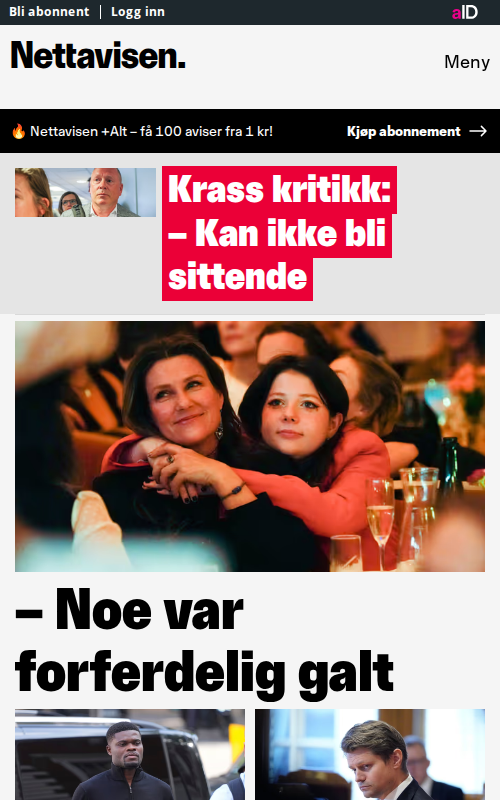 Bli abonnent | Logg inn
aID
Nettavisen.
Meny
🔥 Nettavisen +Alt – få 100 aviser fra 1 kr!
Kjøp abonnement →
Krass kritikk:
– Kan ikke bli
sittende
– Noe var
forferdelig galt